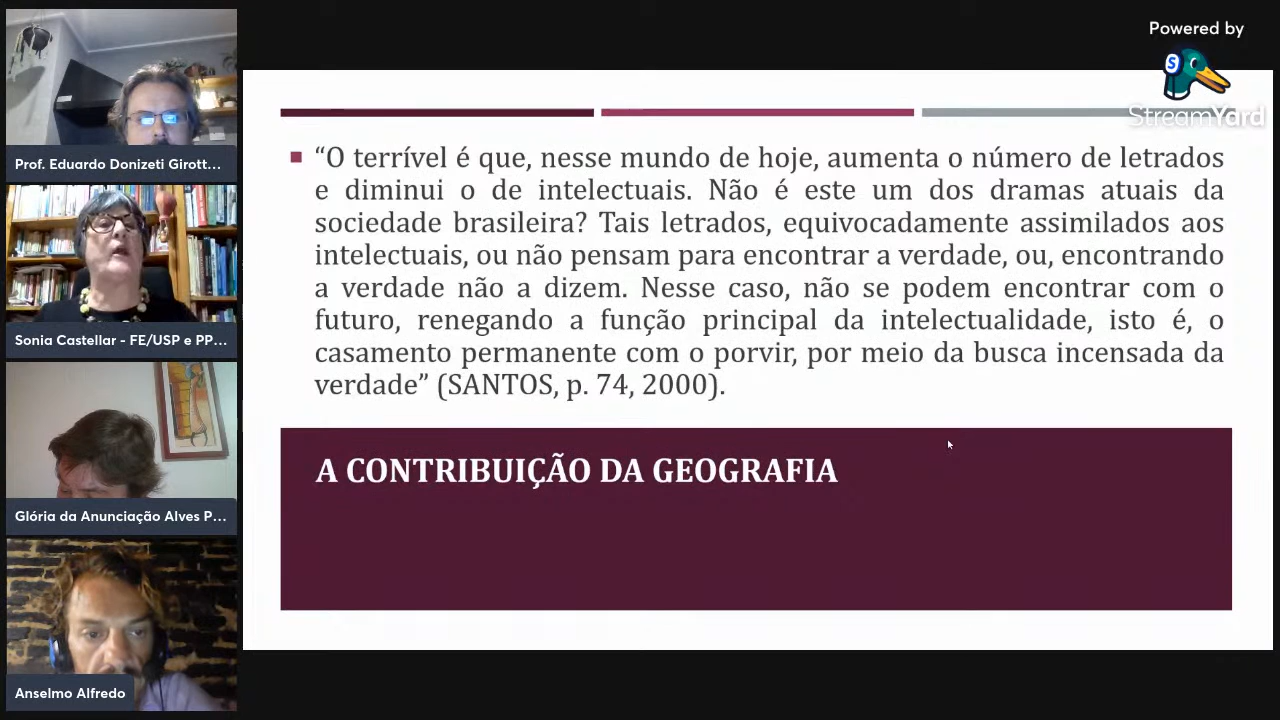 Powered by
StreamYard
Prof. Eduardo Donizeti Girott...
Sonia Castellar - FE/USP e PP...
Glória da Anunciação Alves P...
Anselmo Alfredo
“O terrível é que, nesse mundo de hoje, aumenta o número de letrados
e diminui o de intelectuais. Não é este um dos dramas atuais da
sociedade brasileira? Tais letrados, equivocadamente assimilados aos
intelectuais, ou não pensam para encontrar a verdade, ou, encontrando
a verdade não a dizem. Nesse caso, não se podem encontrar com o
futuro, renegando a função principal da intelectualidade, isto é, o
casamento permanente com o porvir, por meio da busca incensada da
verdade” (SANTOS, p. 74, 2000).
A CONTRIBUIÇÃO DA GEOGRAFIA